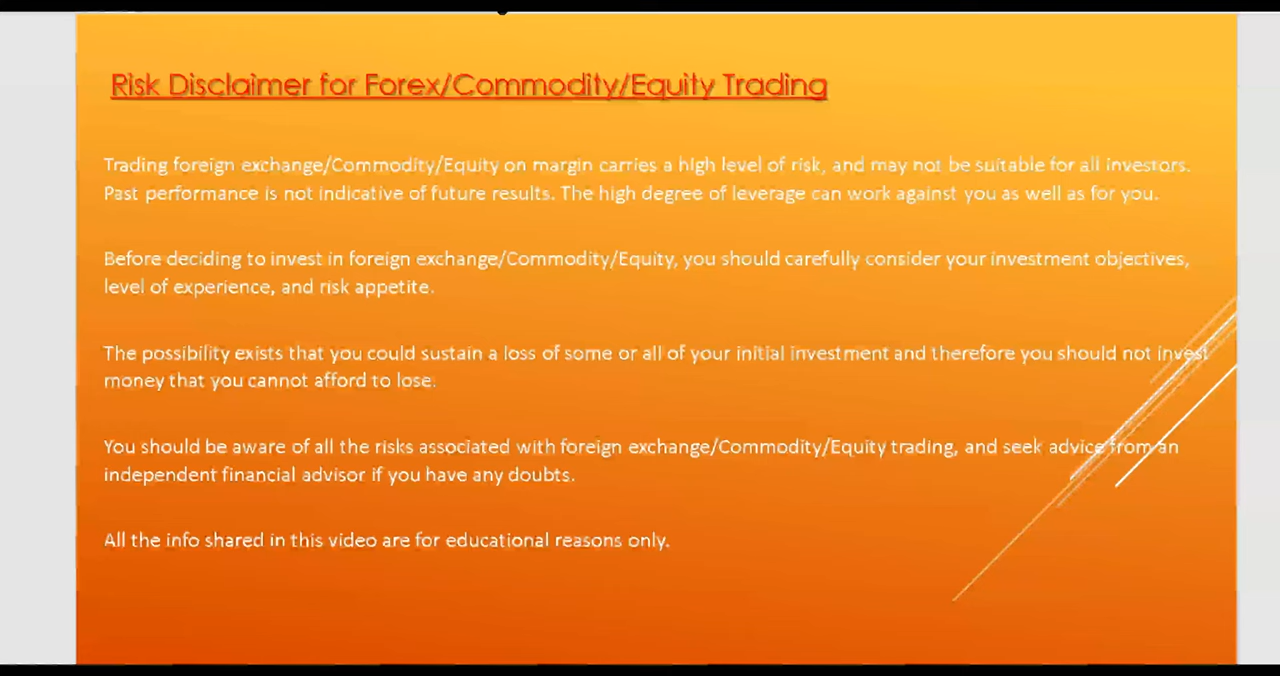 Risk Disclaimer for Forex/Commodity/Equity Trading
Trading foreign exchange/Commodity/Equity on margin carries a high level of risk, and may not be suitable for all investors.
Past performance is not indicative of future results. The high degree of leverage can work against you as well as for you.
Before deciding to invest in foreign exchange/Commodity/Equity, you should carefully consider your investment objectives,
level of experience, and risk appetite.
The possibility exists that you could sustain a loss of some or all of your initial investment and therefore you should not invest
money that you cannot afford to lose.
You should be aware of all the risks associated with foreign exchange/Commodity/Equity trading, and seek advice from an
independent financial advisor if you have any doubts.
All the info shared in this video are for educational reasons only.